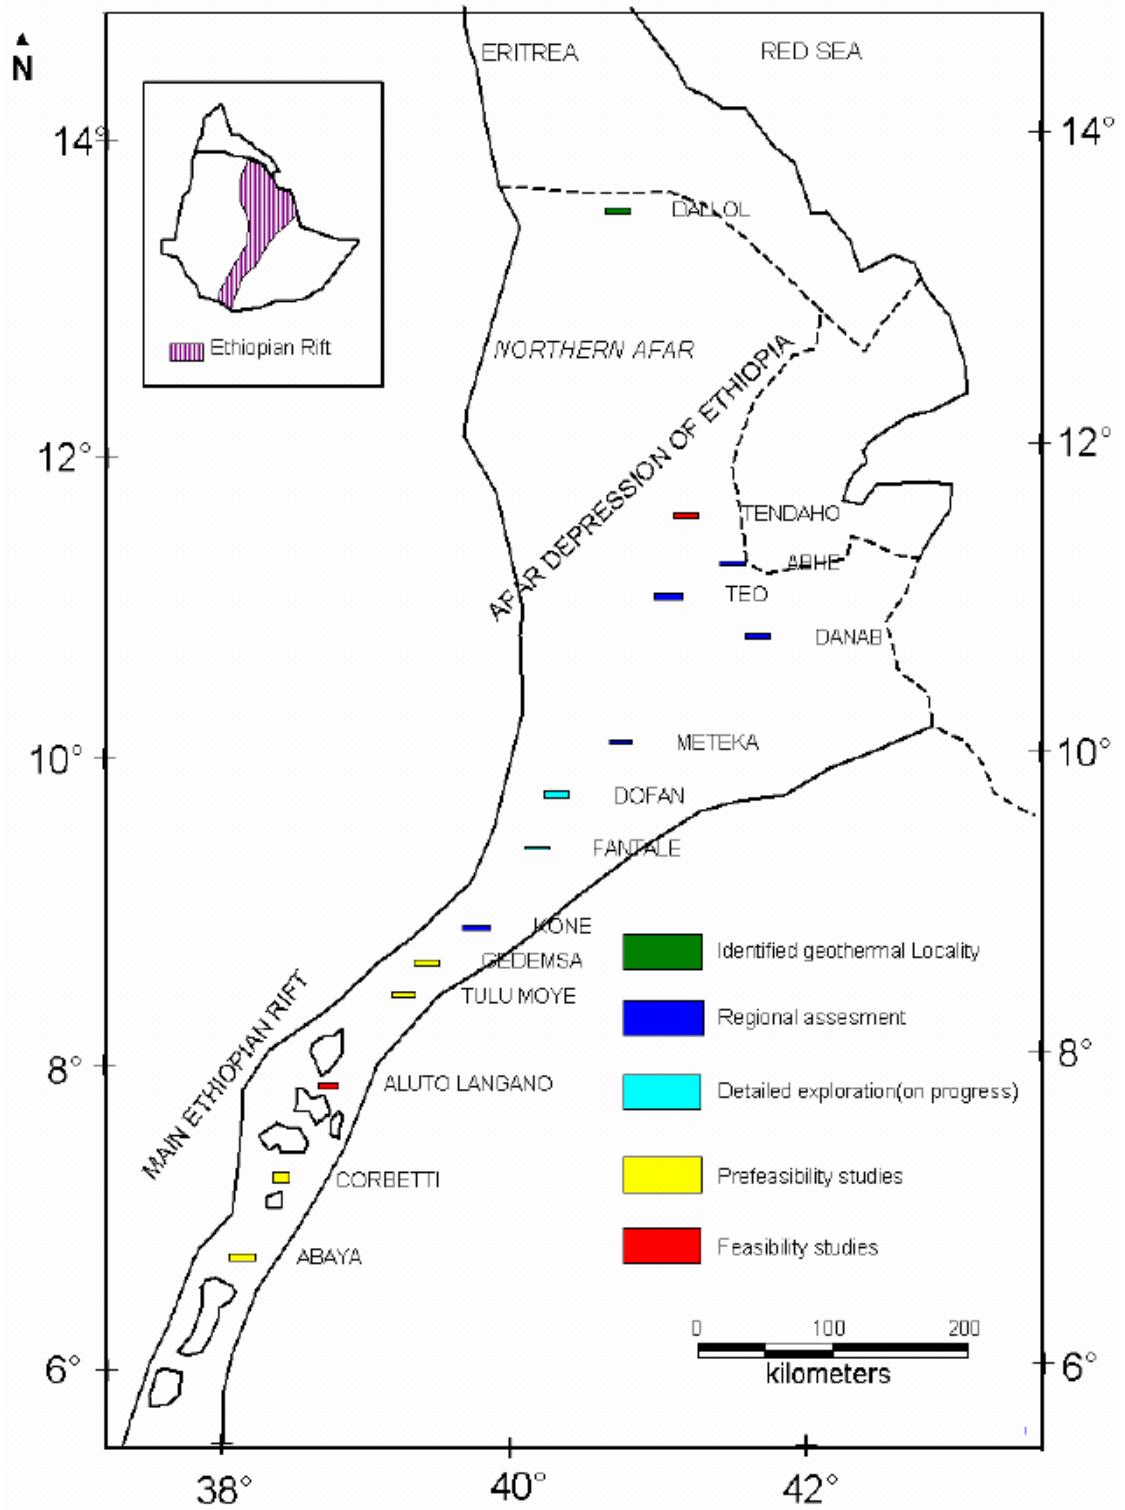 N
ERITREA
RED SEA
14°
14°
DALLOL
Ethiopian Rift
NORTHERN AFAR
AFAR DEPRESSION OF ETHIOPIA
12°
12°
TENDAHO
ABHE
TEO
DANAB
10°
METEKA
10°
DOFAN
FANTALE
KONE
GEDEMSA
TULU MOYE
MAIN ETHIOPIAN RIFT
Identified geothermal Locality
Regional assesment
8°
8°
ALUTO LANGANO
Detailed exploration(on progress)
CORBETTI
Prefeasibility studies
ABAYA
Feasibility studies
0 100 200
kilometers
6°
6°
38°
40°
42°